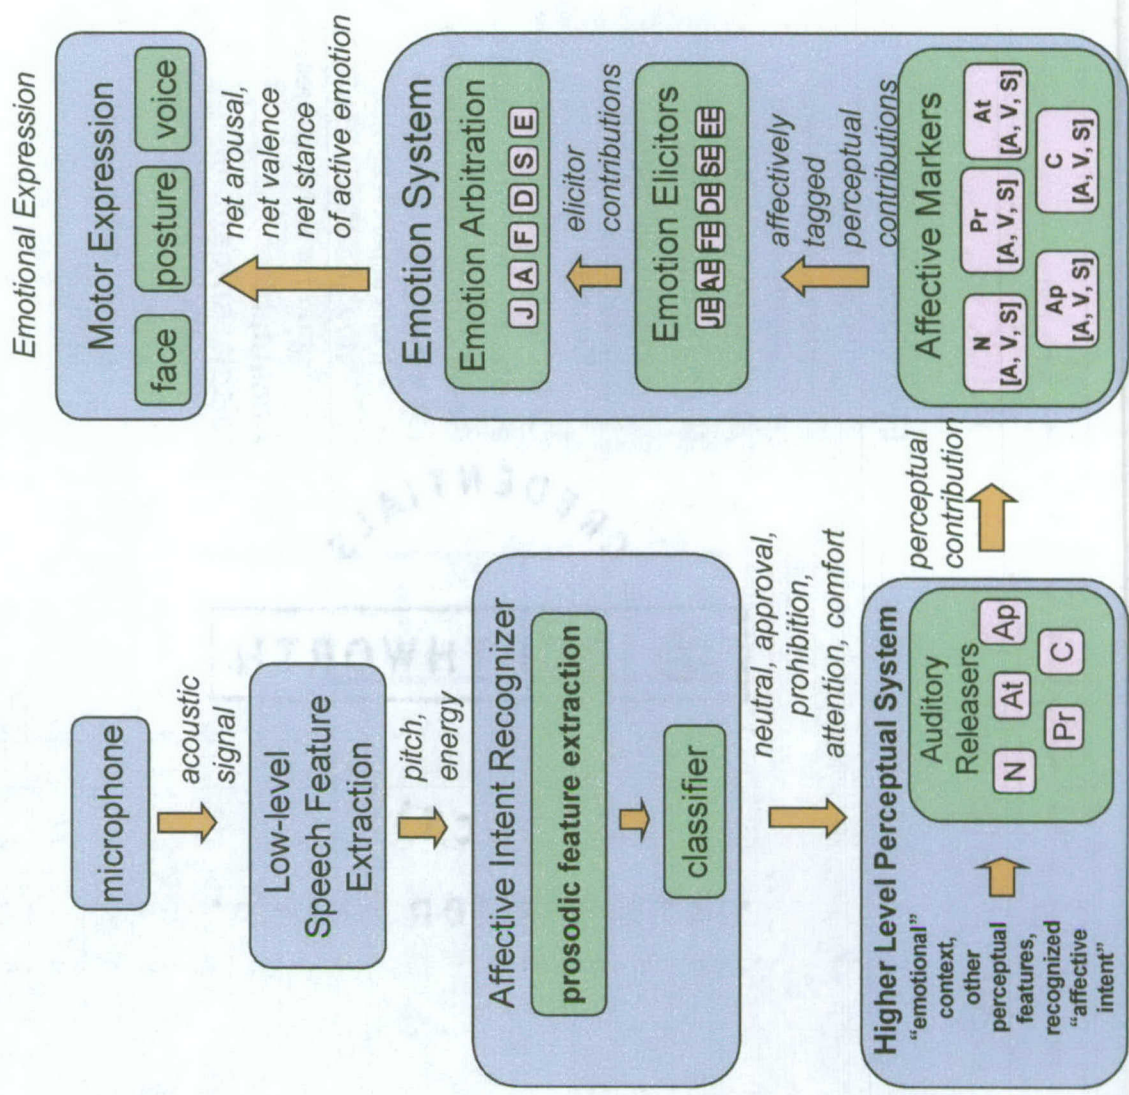 microphone
acoustic
signal
Low-level
Speech Feature
Extraction
pitch,
energy
Affective Intent Recognizer
prosodic feature extraction
classifier
neutral, approval,
prohibition,
attention, comfort
Higher Level Perceptual System
"emotional"
context,
other
perceptual
features,
recognized
"affective
intent"
Auditory
Releasers
N At Ap
Pr C
perceptual
contribution
Emotional Expression
Motor Expression
face posture voice
net arousal,
net valence
net stance
of active emotion
Emotion System
Emotion Arbitration
J A F D S E
elicitor
contributions
Emotion Elicitors
JE AE FE DE SE EE
affectively
tagged
perceptual
contributions
Affective Markers
N Pr At
[A, V, S] [A, V, S] [A, V, S]
Ap C
[A, V, S] [A, V, S]
CREDENTIALS